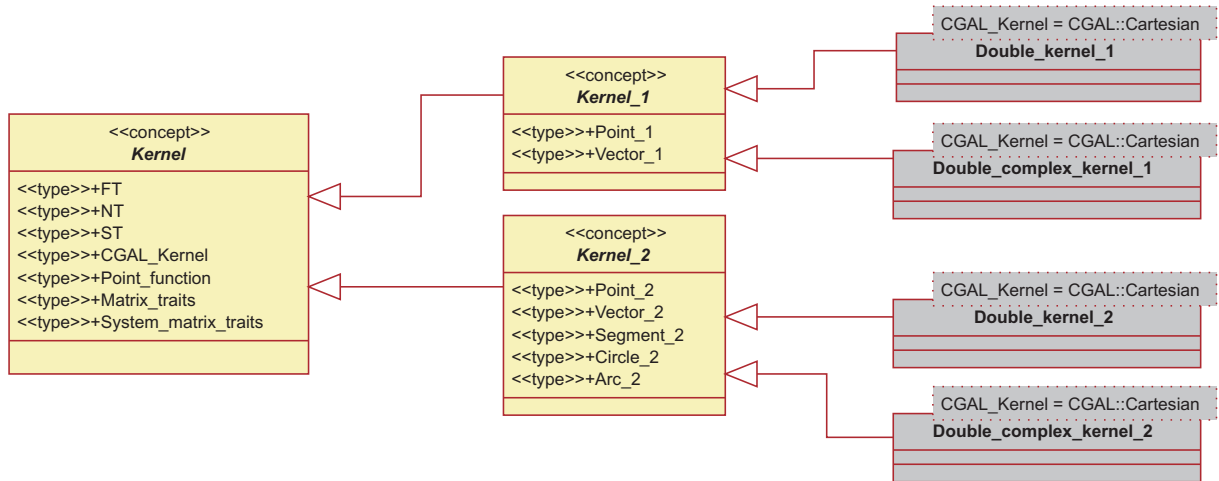 <<concept>>
Kernel
<<type>>+FT
<<type>>+NT
<<type>>+ST
<<type>>+CGAL_Kernel
<<type>>+Point_function
<<type>>+Matrix_traits
<<type>>+System_matrix_traits
<<concept>>
Kernel_1
<<type>>+Point_1
<<type>>+Vector_1
<<concept>>
Kernel_2
<<type>>+Point_2
<<type>>+Vector_2
<<type>>+Segment_2
<<type>>+Circle_2
<<type>>+Arc_2
CGAL_Kernel = CGAL::Cartesian
Double_kernel_1
CGAL_Kernel = CGAL::Cartesian
Double_complex_kernel_1
CGAL_Kernel = CGAL::Cartesian
Double_kernel_2
CGAL_Kernel = CGAL::Cartesian
Double_complex_kernel_2